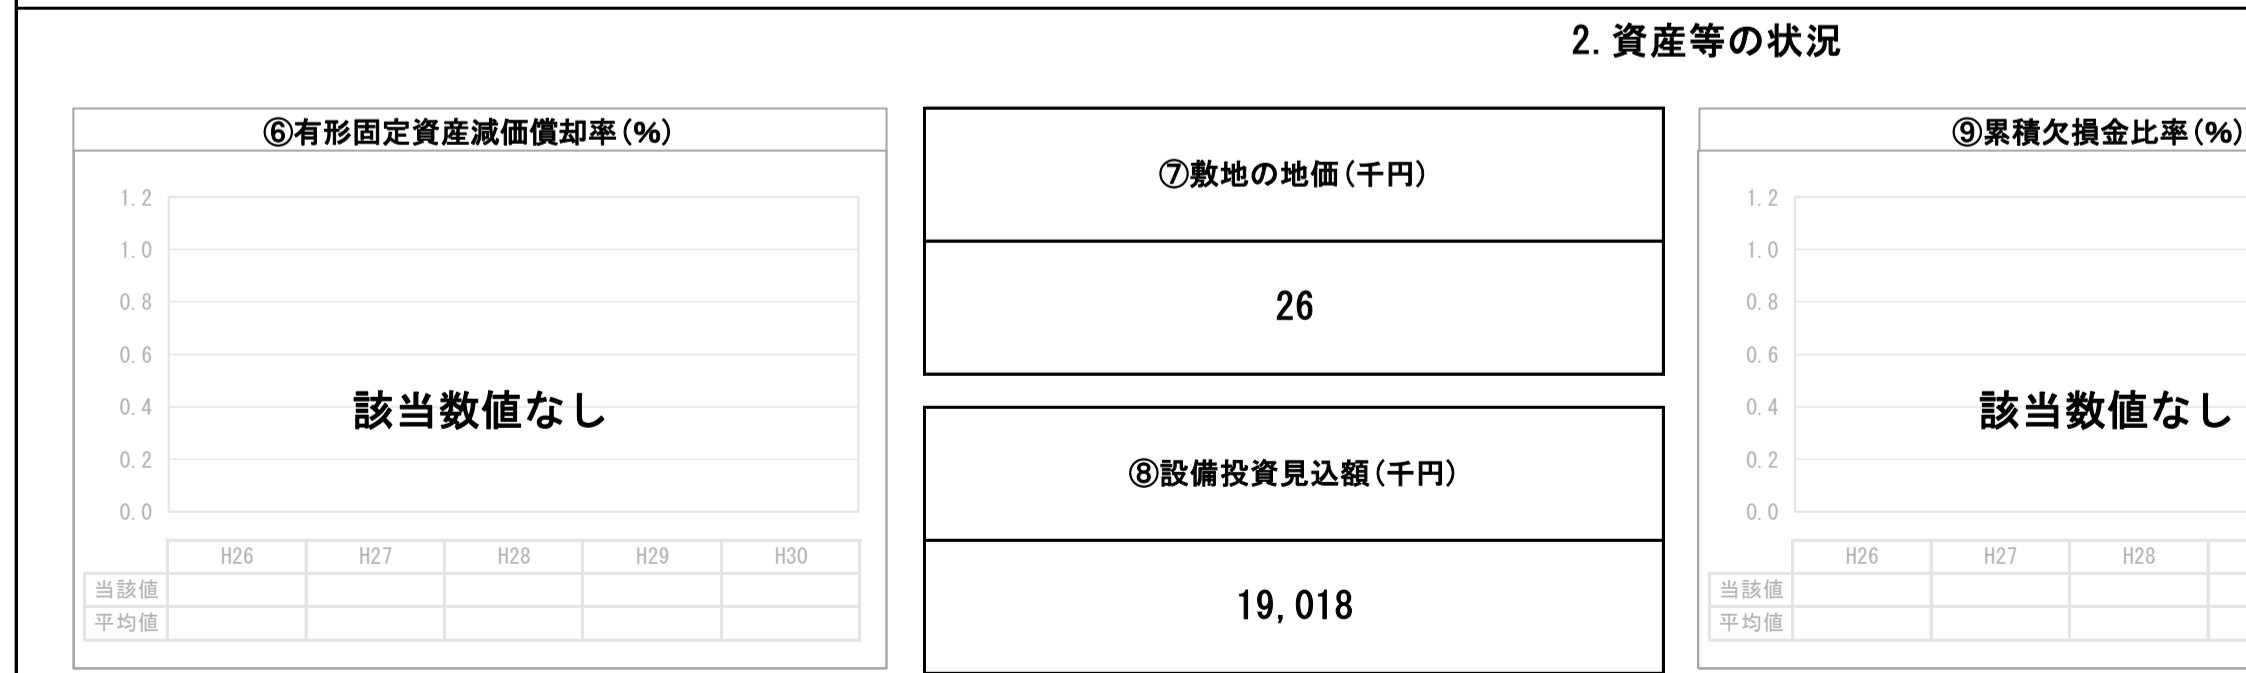 2.資産等の状況
⑥有形固定資産減価償却率(%)
1.2
1.0
0.8
0.6
0.4
0.2
0.0
該当数値なし
H26 H27 H28 H29 H30
当該値
平均値
⑦敷地の地価(千円)
26
⑧設備投資見込額(千円)
19,018
⑨累積欠損金比率(%)
1.2
1.0
0.8
0.6
0.4
0.2
0.0
該当数値なし
H26 H27 H28
当該値
平均値